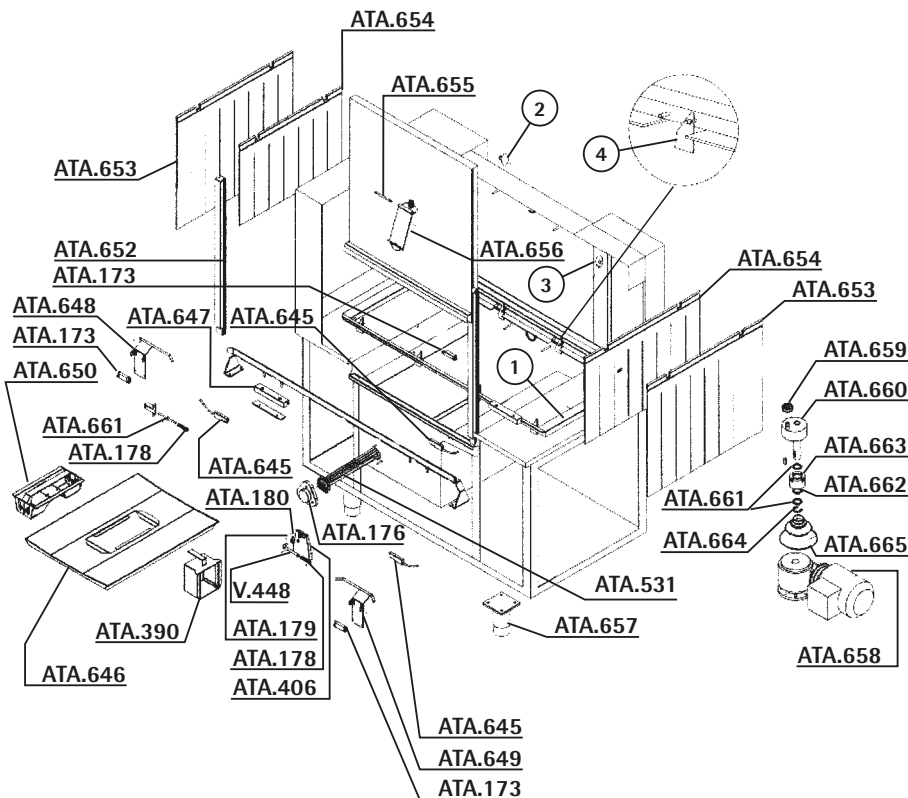 ATA.654
ATA.655
2
4
ATA.653
ATA.652
ATA.656
ATA.173
3
ATA.654
ATA.648
ATA.647
ATA.645
ATA.653
ATA.173
ATA.650
1
ATA.659
ATA.660
ATA.661
ATA.663
ATA.178
ATA.645
ATA.661
ATA.662
ATA.180
ATA.176
ATA.664
ATA.665
V.448
ATA.531
ATA.390
ATA.179
ATA.657
ATA.646
ATA.178
ATA.658
ATA.406
ATA.645
ATA.649
ATA.173